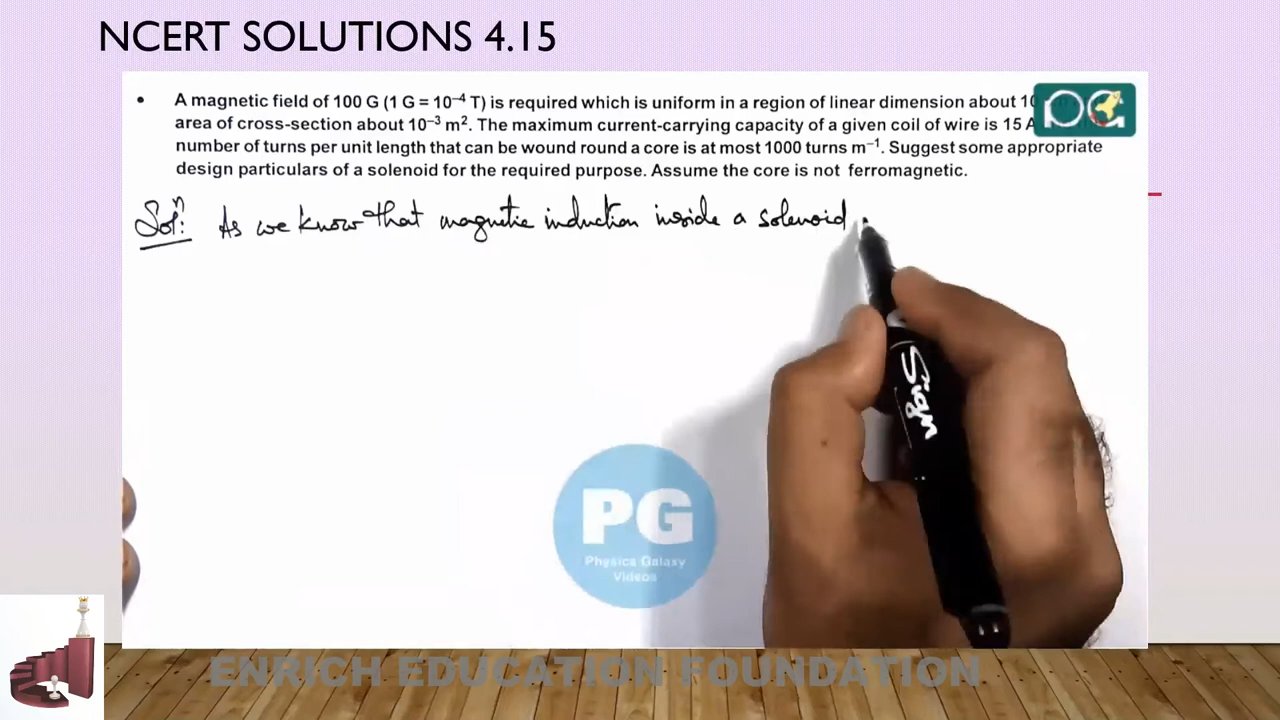 NCERT SOLUTIONS 4.15
• A magnetic field of 100 G (1 G = 10⁻⁴ T) is required which is uniform in a region of linear dimension about 10
area of cross-section about 10⁻³ m². The maximum current-carrying capacity of a given coil of wire is 15 A
number of turns per unit length that can be wound round a core is at most 1000 turns m⁻¹. Suggest some appropriate
design particulars of a solenoid for the required purpose. Assume the core is not ferromagnetic.
Solⁿ: As we know that magnetic induction inside a solenoid
Sigm
PG
Physics Galaxy
Videos
ENRICH EDUCATION FOUNDATION